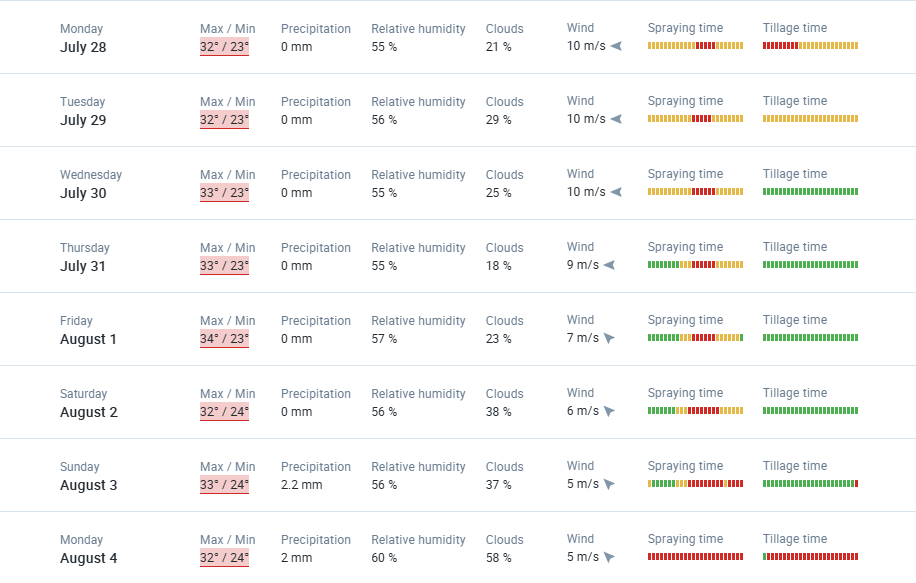 Monday
July 28
Max / Min
32° / 23°
Precipitation
0 mm
Relative humidity
55 %
Clouds
21 %
Wind
10 m/s
Spraying time
Tillage time
Tuesday
July 29
Max / Min
32° / 23°
Precipitation
0 mm
Relative humidity
56 %
Clouds
29 %
Wind
10 m/s
Spraying time
Tillage time
Wednesday
July 30
Max / Min
33° / 23°
Precipitation
0 mm
Relative humidity
55 %
Clouds
25 %
Wind
10 m/s
Spraying time
Tillage time
Thursday
July 31
Max / Min
33° / 23°
Precipitation
0 mm
Relative humidity
55 %
Clouds
18 %
Wind
9 m/s
Spraying time
Tillage time
Friday
August 1
Max / Min
34° / 23°
Precipitation
0 mm
Relative humidity
57 %
Clouds
23 %
Wind
7 m/s
Spraying time
Tillage time
Saturday
August 2
Max / Min
32° / 24°
Precipitation
0 mm
Relative humidity
56 %
Clouds
38 %
Wind
6 m/s
Spraying time
Tillage time
Sunday
August 3
Max / Min
33° / 24°
Precipitation
2.2 mm
Relative humidity
56 %
Clouds
37 %
Wind
5 m/s
Spraying time
Tillage time
Monday
August 4
Max / Min
32° / 24°
Precipitation
2 mm
Relative humidity
60 %
Clouds
58 %
Wind
5 m/s
Spraying time
Tillage time